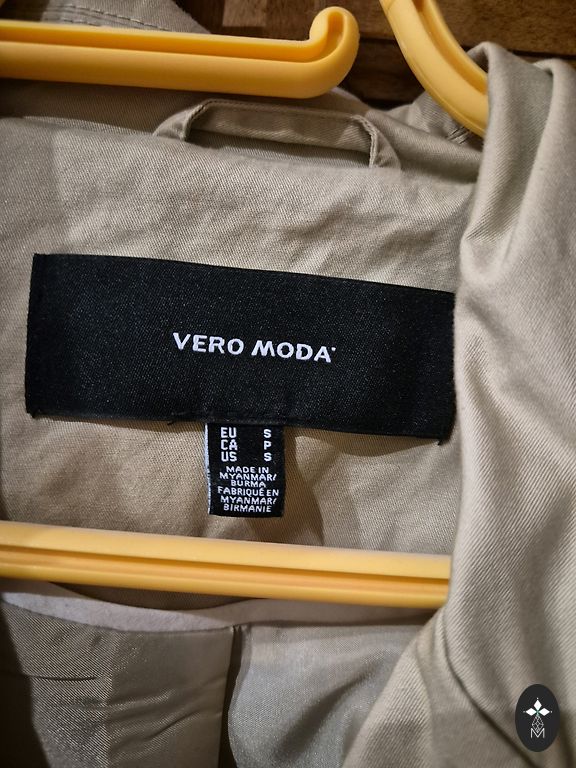 VERO MODA
EU S
CA P
US S
MADE IN
MYANMAR/
BURMA
FABRIQUÉ EN
MYANMAR/
BIRMANIE
M